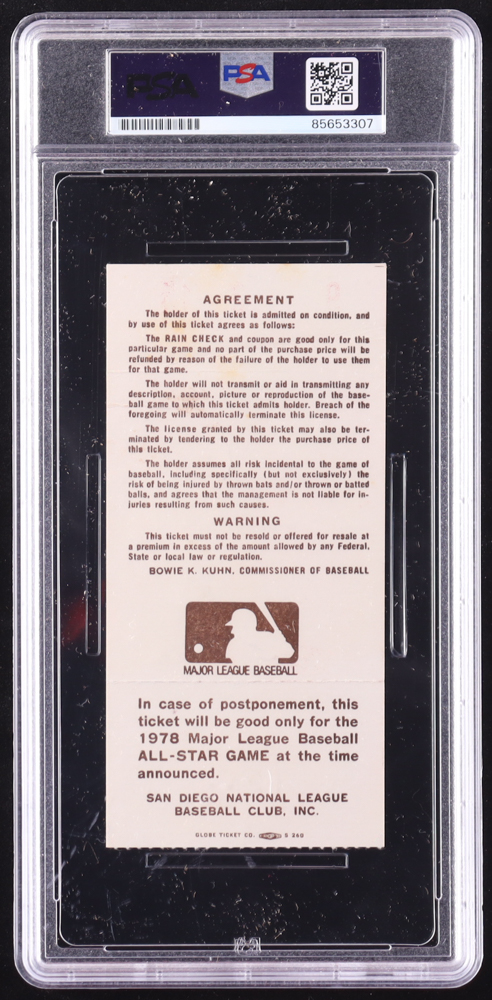 PSA
PSA
85653307
AGREEMENT
The holder of this ticket is admitted on condition, and
by use of this ticket agrees as follows:
The RAIN CHECK and coupon are good only for this
particular game and no part of the purchase price will be
refunded by reason of the failure of the holder to use them
for that game.
The holder will not transmit or aid in transmitting any
description, account, picture or reproduction of the base-
ball game to which this ticket admits holder. Breach of the
foregoing will automatically terminate this license.
The license granted by this ticket may also be ter-
minated by tendering to the holder the purchase price of
this ticket.
The holder assumes all risk incidental to the game of
baseball, including specifically (but not exclusively) the
risk of being injured by thrown bats and/or thrown or batted
balls, and agrees that the management is not liable for in-
juries resulting from such causes.
WARNING
This ticket must not be resold or offered for resale at
a premium in excess of the amount allowed by any Federal,
State or local law or regulation.
BOWIE K. KUHN, COMMISSIONER OF BASEBALL
MAJOR LEAGUE BASEBALL
In case of postponement, this
ticket will be good only for the
1978 Major League Baseball
ALL-STAR GAME at the time
announced.
SAN DIEGO NATIONAL LEAGUE
BASEBALL CLUB, INC.
GLOBE TICKET CO. S 260